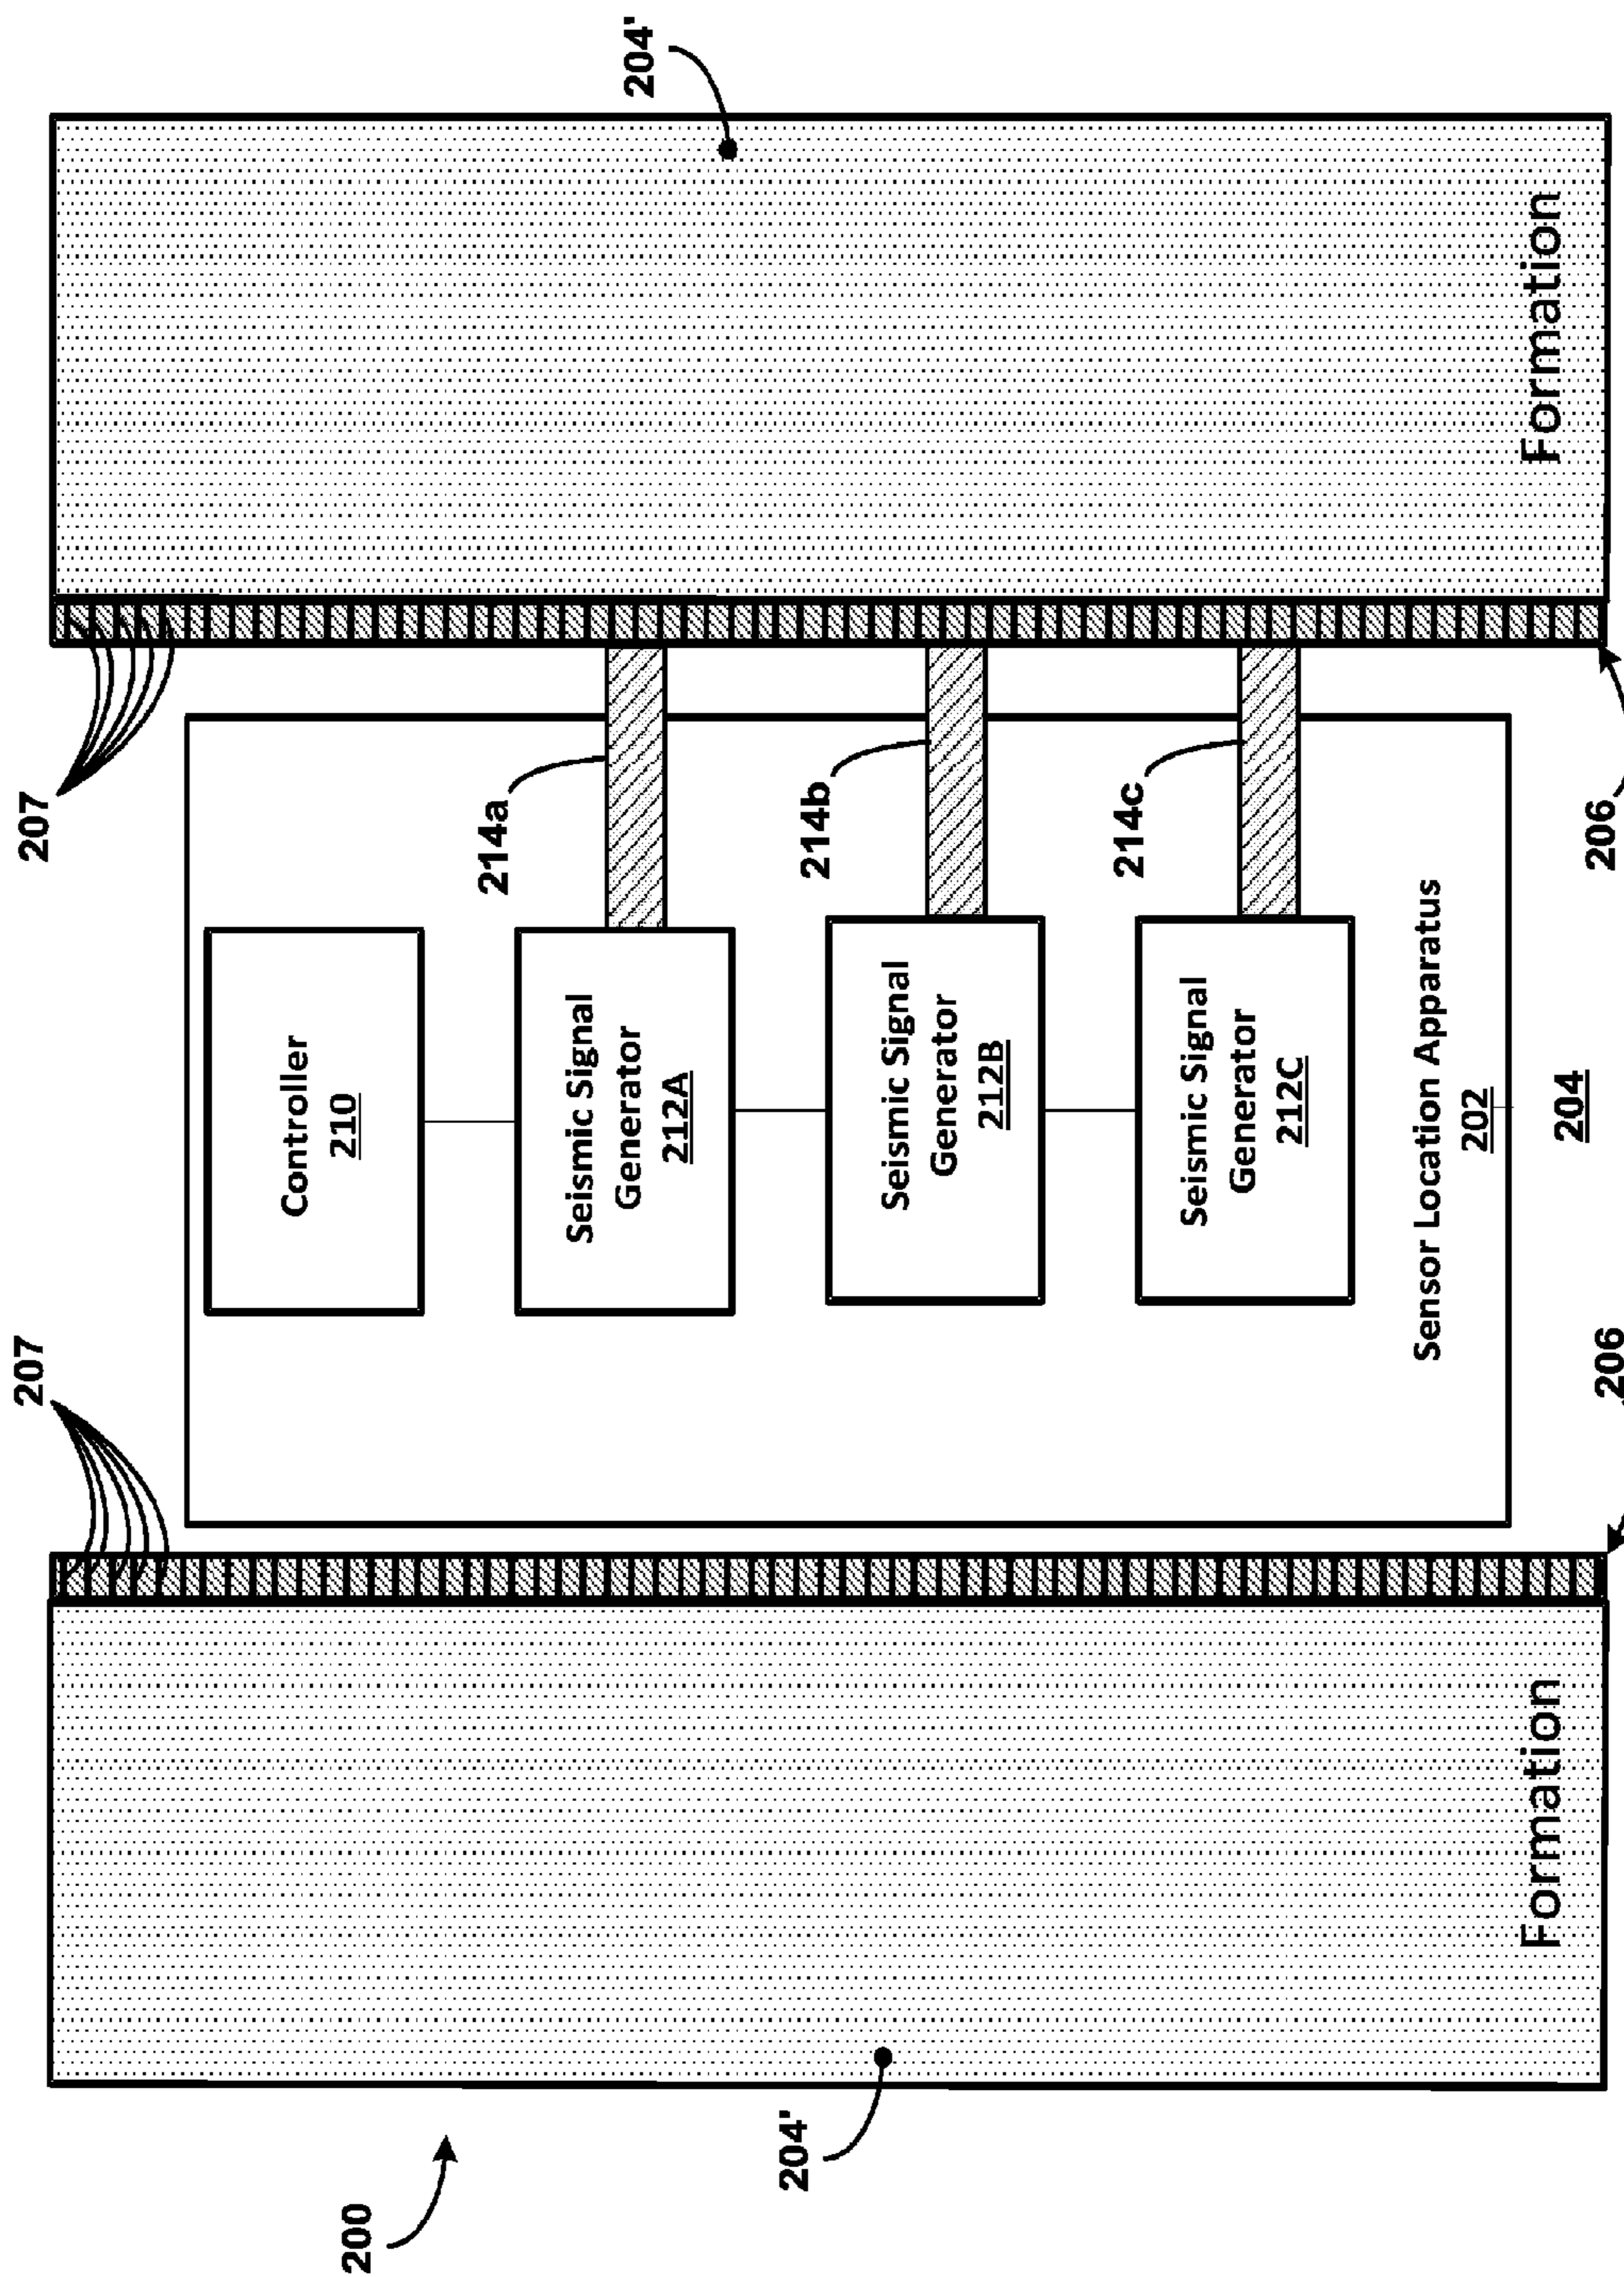 207
207
Controller
210
200
214a
Seismic Signal
Generator
212A
204'
204'
214b
Seismic Signal
Generator
212B
214c
Seismic Signal
Generator
212C
Sensor Location Apparatus
202
Formation
Formation
204
206
206